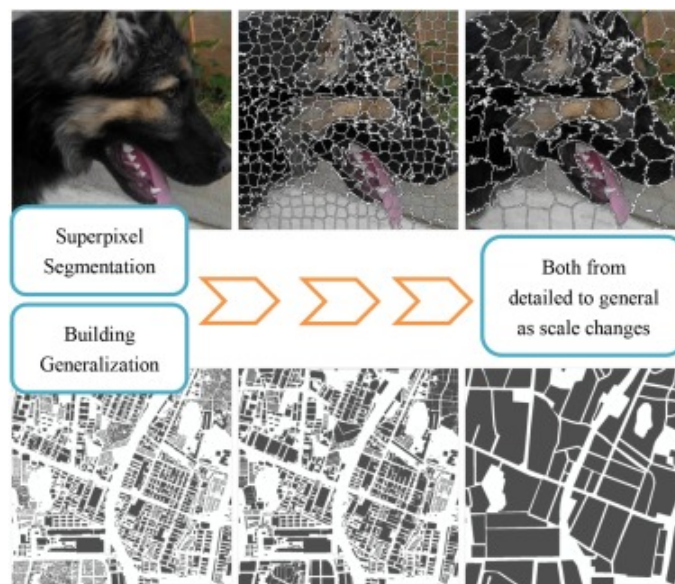 Superpixel
Segmentation
Building
Generalization
Both from
detailed to general
as scale changes